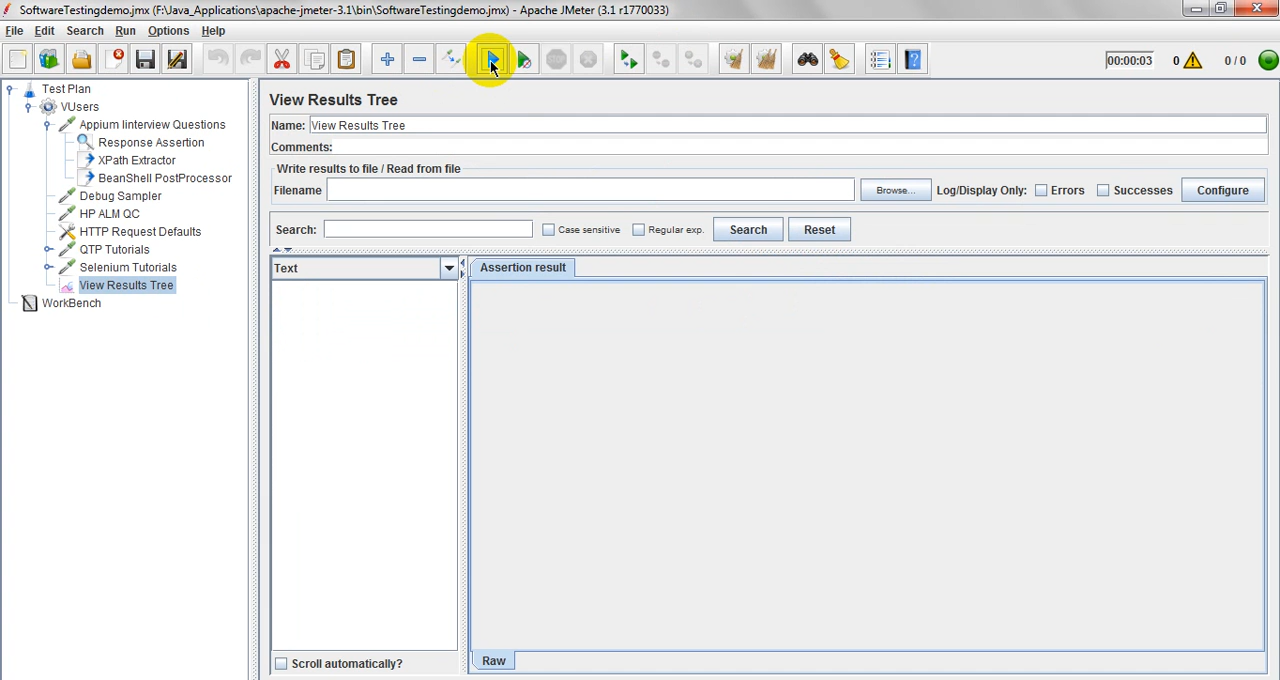 SoftwareTestingdemo.jmx (F:\Java_Applications\apache-jmeter-3.1\bin\SoftwareTestingdemo.jmx) - Apache JMeter (3.1 r1770033)
File Edit Search Run Options Help
00:00:03 0 0 / 0
Test Plan
VUsers
Appium Iinterview Questions
Response Assertion
XPath Extractor
BeanShell PostProcessor
Debug Sampler
HP ALM QC
HTTP Request Defaults
QTP Tutorials
Selenium Tutorials
View Results Tree
WorkBench
View Results Tree
Name: View Results Tree
Comments:
Write results to file / Read from file
Filename Browse... Log/Display Only: Errors Successes Configure
Search: Case sensitive Regular exp. Search Reset
Text
Assertion result
Scroll automatically?
Raw